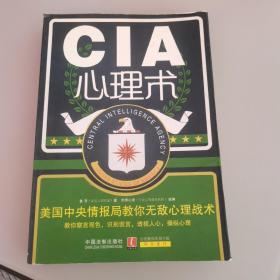 CIA
心理术
CENTRAL INTELLIGENCE AGENCY
美国中央情报局教你无敌心理战术
教你察言观色，识别谎言，透视人心，操纵心理
中国法制出版社